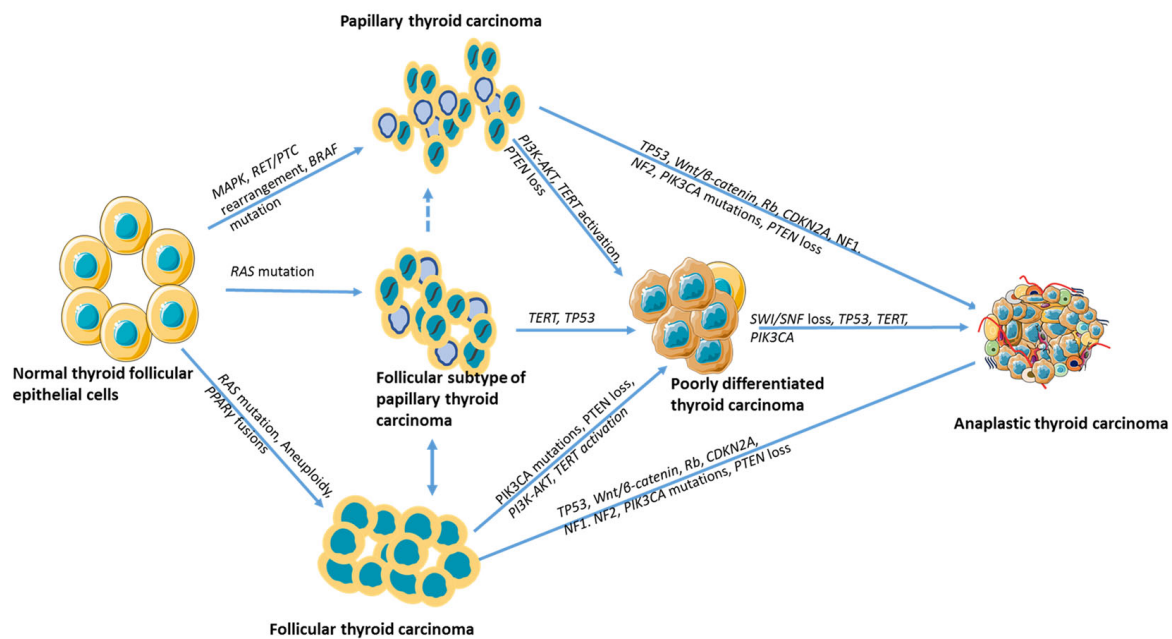 Papillary thyroid carcinoma
MAPK, RET/PTC
rearrangement, BRAF
mutation
PI3K-AKT, TERT activation,
PTEN loss
TP53, Wnt/β-catenin, Rb, CDKN2A, NF1,
NF2, PIK3CA mutations, PTEN loss
RAS mutation
TERT, TP53
SWI/SNF loss, TP53, TERT,
PIK3CA
Normal thyroid follicular
epithelial cells
Follicular subtype of
papillary thyroid
carcinoma
Poorly differentiated
thyroid carcinoma
Anaplastic thyroid carcinoma
RAS mutation, Aneuploidy,
PPARγ fusions
PIK3CA mutations, PTEN loss,
PI3K-AKT, TERT activation
TP53, Wnt/β-catenin, Rb, CDKN2A,
NF1. NF2, PIK3CA mutations, PTEN loss
Follicular thyroid carcinoma